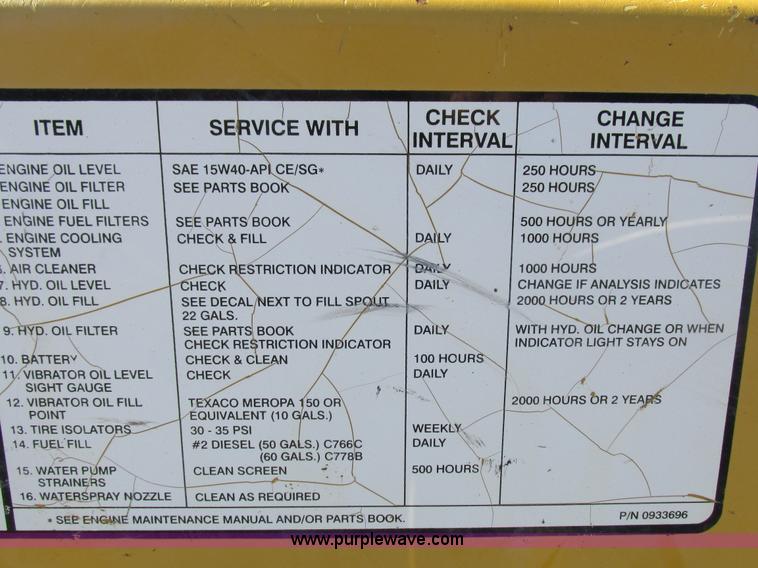 ITEM SERVICE WITH CHECK INTERVAL CHANGE INTERVAL
ENGINE OIL LEVEL SAE 15W40-API CE/SG* DAILY 250 HOURS
ENGINE OIL FILTER SEE PARTS BOOK 250 HOURS
ENGINE OIL FILL
ENGINE FUEL FILTERS SEE PARTS BOOK 500 HOURS OR YEARLY
. ENGINE COOLING CHECK & FILL DAILY 1000 HOURS
SYSTEM
. AIR CLEANER CHECK RESTRICTION INDICATOR DAILY 1000 HOURS
7. HYD. OIL LEVEL CHECK DAILY CHANGE IF ANALYSIS INDICATES
8. HYD. OIL FILL SEE DECAL NEXT TO FILL SPOUT 2000 HOURS OR 2 YEARS
22 GALS.
9. HYD. OIL FILTER SEE PARTS BOOK DAILY WITH HYD. OIL CHANGE OR WHEN
CHECK RESTRICTION INDICATOR INDICATOR LIGHT STAYS ON
10. BATTERY CHECK & CLEAN 100 HOURS
11. VIBRATOR OIL LEVEL CHECK DAILY
SIGHT GAUGE
12. VIBRATOR OIL FILL TEXACO MEROPA 150 OR 2000 HOURS OR 2 YEARS
POINT EQUIVALENT (10 GALS.)
13. TIRE ISOLATORS 30 - 35 PSI WEEKLY
14. FUEL FILL #2 DIESEL (50 GALS.) C766C DAILY
(60 GALS.) C778B
15. WATER PUMP CLEAN SCREEN 500 HOURS
STRAINERS
16. WATERSPRAY NOZZLE CLEAN AS REQUIRED
* SEE ENGINE MAINTENANCE MANUAL AND/OR PARTS BOOK. P/N 0933696
www.purplewave.com